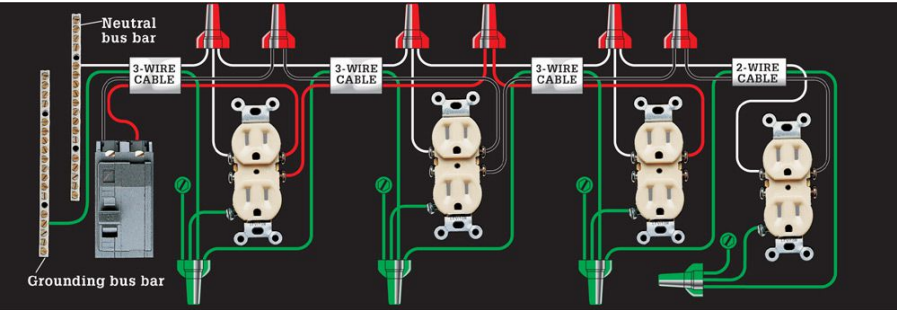 Neutral
bus bar
3-WIRE
CABLE
3-WIRE
CABLE
3-WIRE
CABLE
2-WIRE
CABLE
Grounding bus bar